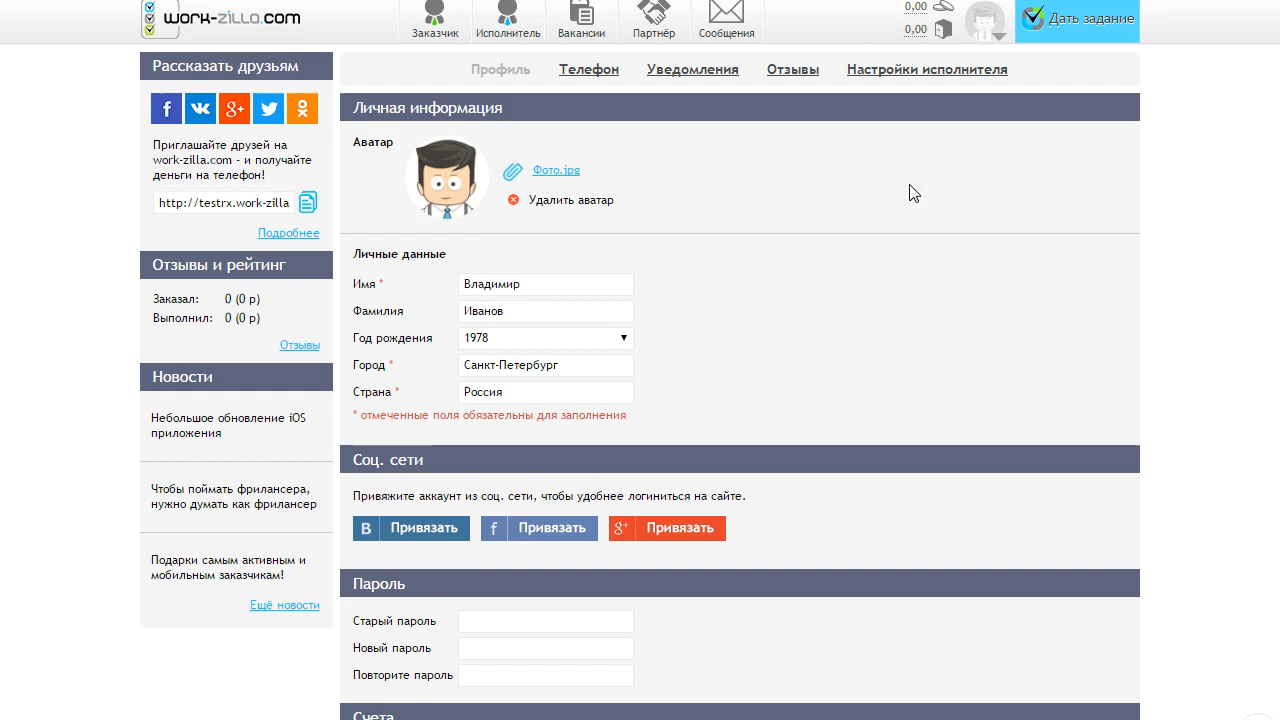 work-zilla.com
Заказчик
Исполнитель
Вакансии
Партнёр
Сообщения
0,00
0,00
Дать задание
Рассказать друзьям
Приглашайте друзей на
work-zilla.com - и получайте
деньги на телефон!
http://testrx.work-zilla
Подробнее
Отзывы и рейтинг
Заказал: 0 (0 р)
Выполнил: 0 (0 р)
Отзывы
Новости
Небольшое обновление iOS
приложения
Чтобы поймать фрилансера,
нужно думать как фрилансер
Подарки самым активным и
мобильным заказчикам!
Ещё новости
Профиль Телефон Уведомления Отзывы Настройки исполнителя
Личная информация
Аватар
Фото.jpg
Удалить аватар
Личные данные
Имя * Владимир
Фамилия Иванов
Год рождения 1978
Город * Санкт-Петербург
Страна * Россия
* отмеченные поля обязательны для заполнения
Соц. сети
Привяжите аккаунт из соц. сети, чтобы удобнее логиниться на сайте.
B Привязать f Привязать g+ Привязать
Пароль
Старый пароль
Новый пароль
Повторите пароль
Счета